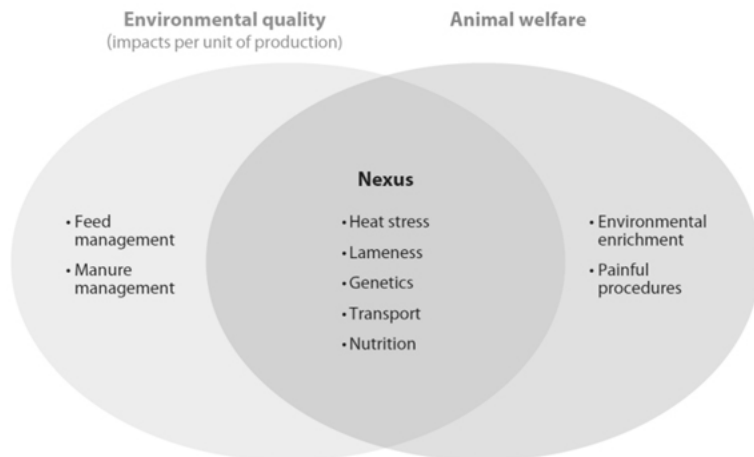 Environmental quality
(impacts per unit of production)
Animal welfare
Nexus
• Feed
management
• Manure
management
• Heat stress
• Lameness
• Genetics
• Transport
• Nutrition
• Environmental
enrichment
• Painful
procedures